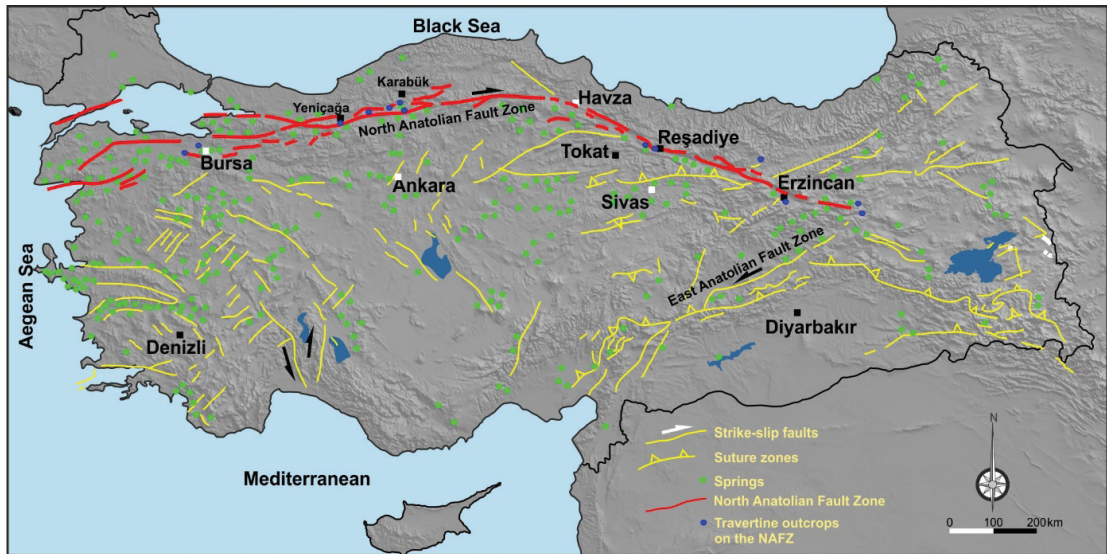 Black Sea
Karabük
Yeniçağa
Havza
North Anatolian Fault Zone
Reşadiye
Bursa
Tokat
Ankara
Erzincan
Sivas
Aegean Sea
East Anatolian Fault Zone
Diyarbakır
Denizli
Mediterranean
Strike-slip faults
Suture zones
Springs
North Anatolian Fault Zone
Travertine outcrops
on the NAFZ
N
0 100 200km